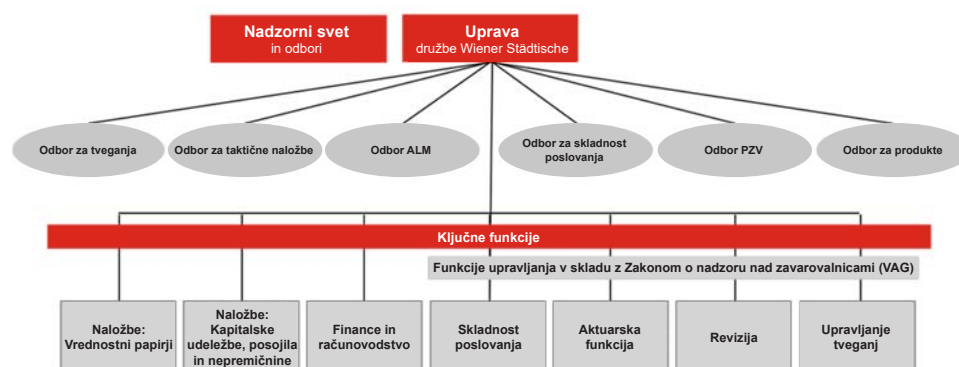 Nadzorni svet
in odbori
Uprava
družbe Wiener Städtische
Odbor za tveganja
Odbor za taktične naložbe
Odbor ALM
Odbor za skladnost
poslovanja
Odbor PZV
Odbor za produkte
Ključne funkcije
Funkcije upravljanja v skladu z Zakonom o nadzoru nad zavarovalnicami (VAG)
Naložbe:
Vrednostni papirji
Naložbe:
Kapitalske
udeležbe, posojila
in nepremičnine
Finance in
računovodstvo
Skladnost
poslovanja
Aktuarska
funkcija
Revizija
Upravljanje
tveganj